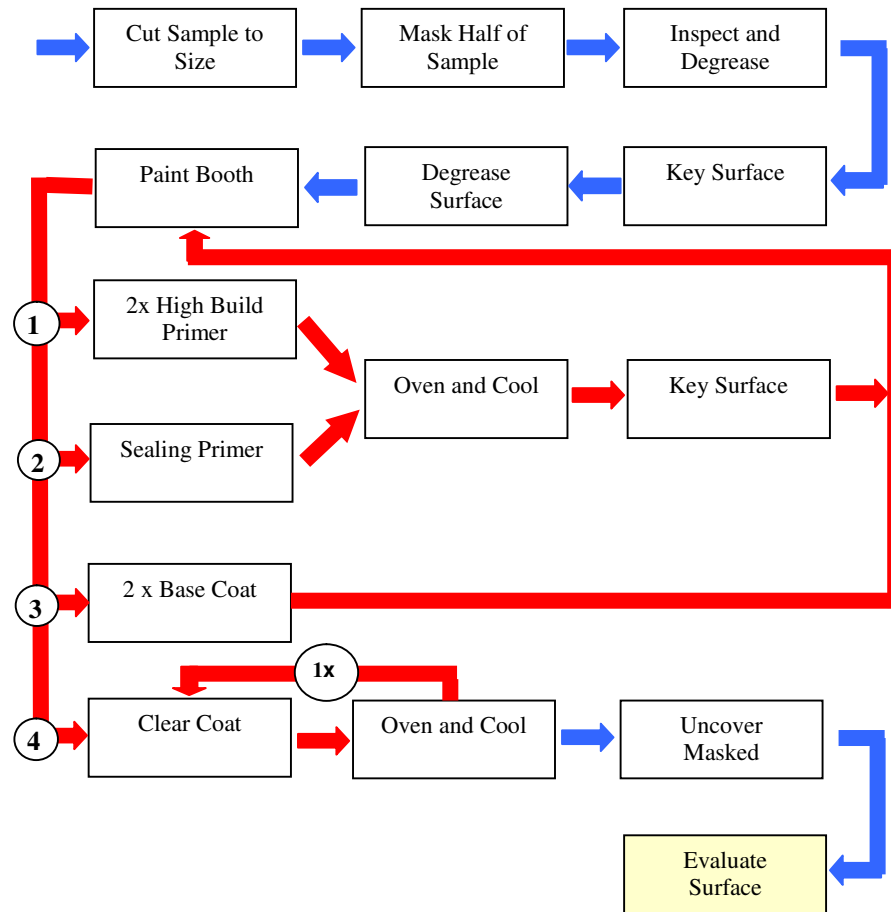 Cut Sample to
Size
Mask Half of
Sample
Inspect and
Degrease
Paint Booth
Degrease
Surface
Key Surface
1
2x High Build
Primer
Oven and Cool
Key Surface
2
Sealing Primer
3
2 x Base Coat
1x
4
Clear Coat
Oven and Cool
Uncover
Masked
Evaluate
Surface